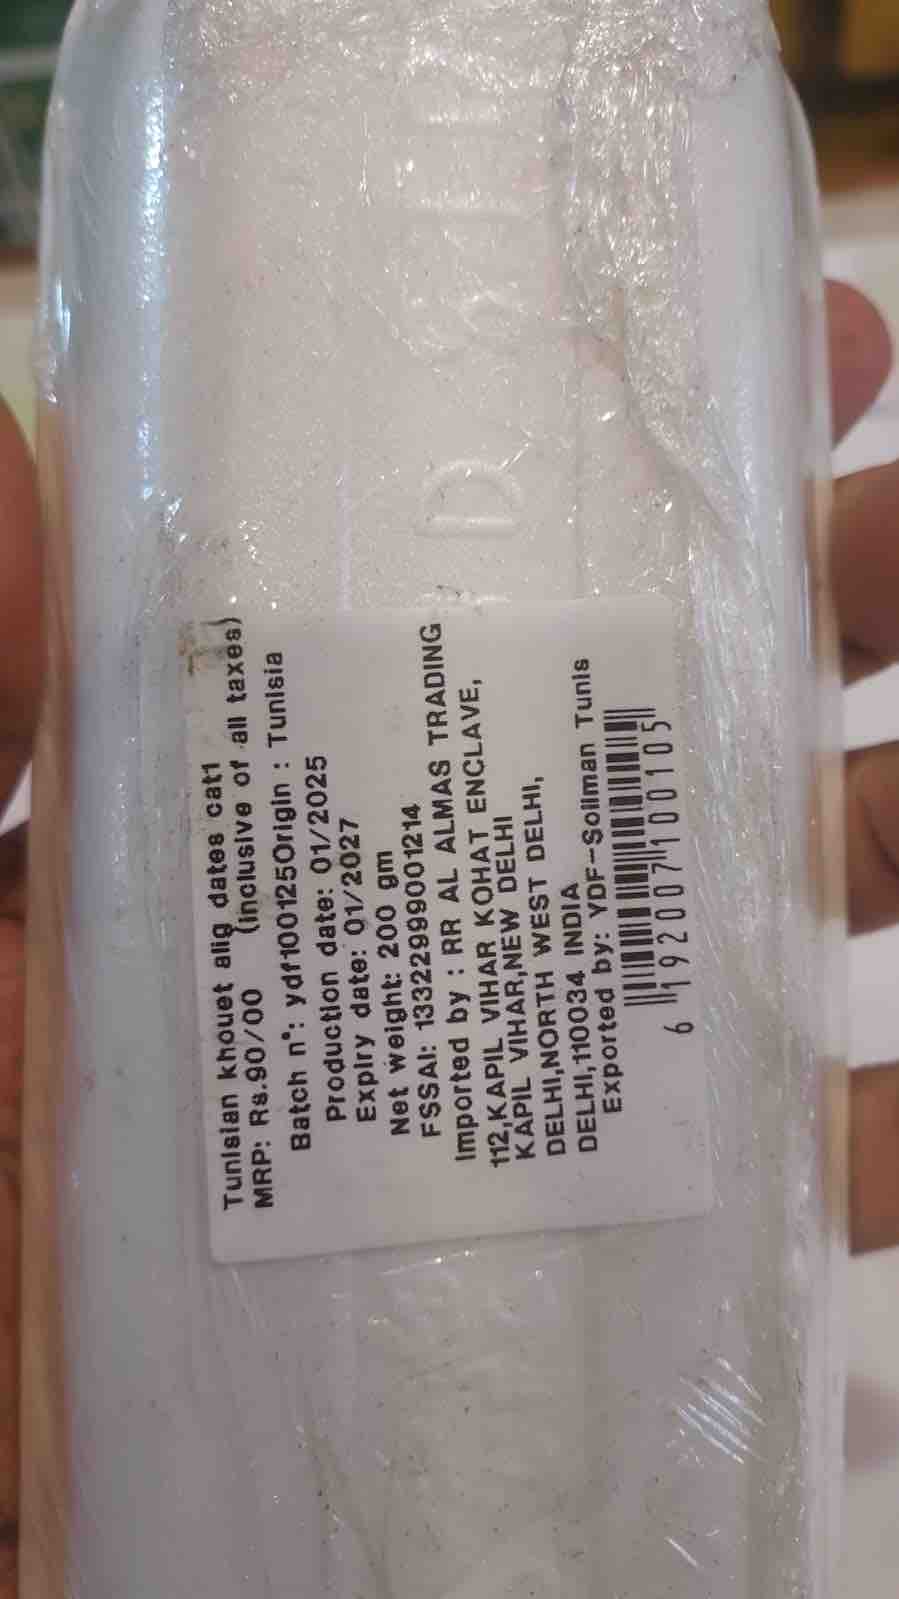 Tunisian khouet alig dates cat1
MRP: Rs.90/00 (inclusive of all taxes)
Batch n°: ydf100125Origin : Tunisia
Production date: 01/2025
Expiry date: 01/2027
Net weight: 200 gm
FSSAI: 13322999001214
Imported by : RR AL ALMAS TRADING
112,KAPIL VIHAR KOHAT ENCLAVE,
KAPIL VIHAR,NEW DELHI
DELHI,NORTH WEST DELHI,
DELHI,110034 INDIA
Exported by: YDF-Sollman Tunis
6 192007 100105